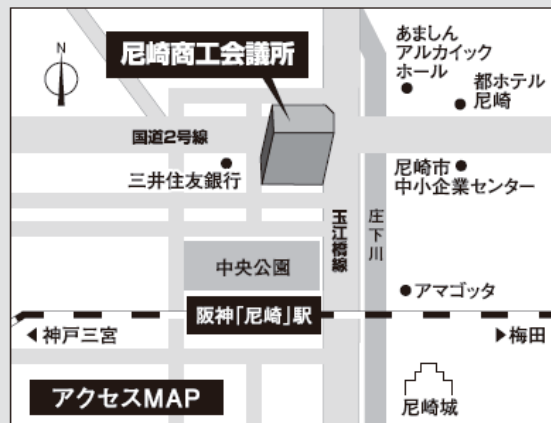 N
尼崎商工会議所
あましん
アルカイック
ホール
都ホテル
尼崎
国道2号線
三井住友銀行
尼崎市
中小企業センター
玉江橋線
庄下川
中央公園
アマゴッタ
阪神「尼崎」駅
◀神戸三宮
▶梅田
アクセスMAP
尼崎城